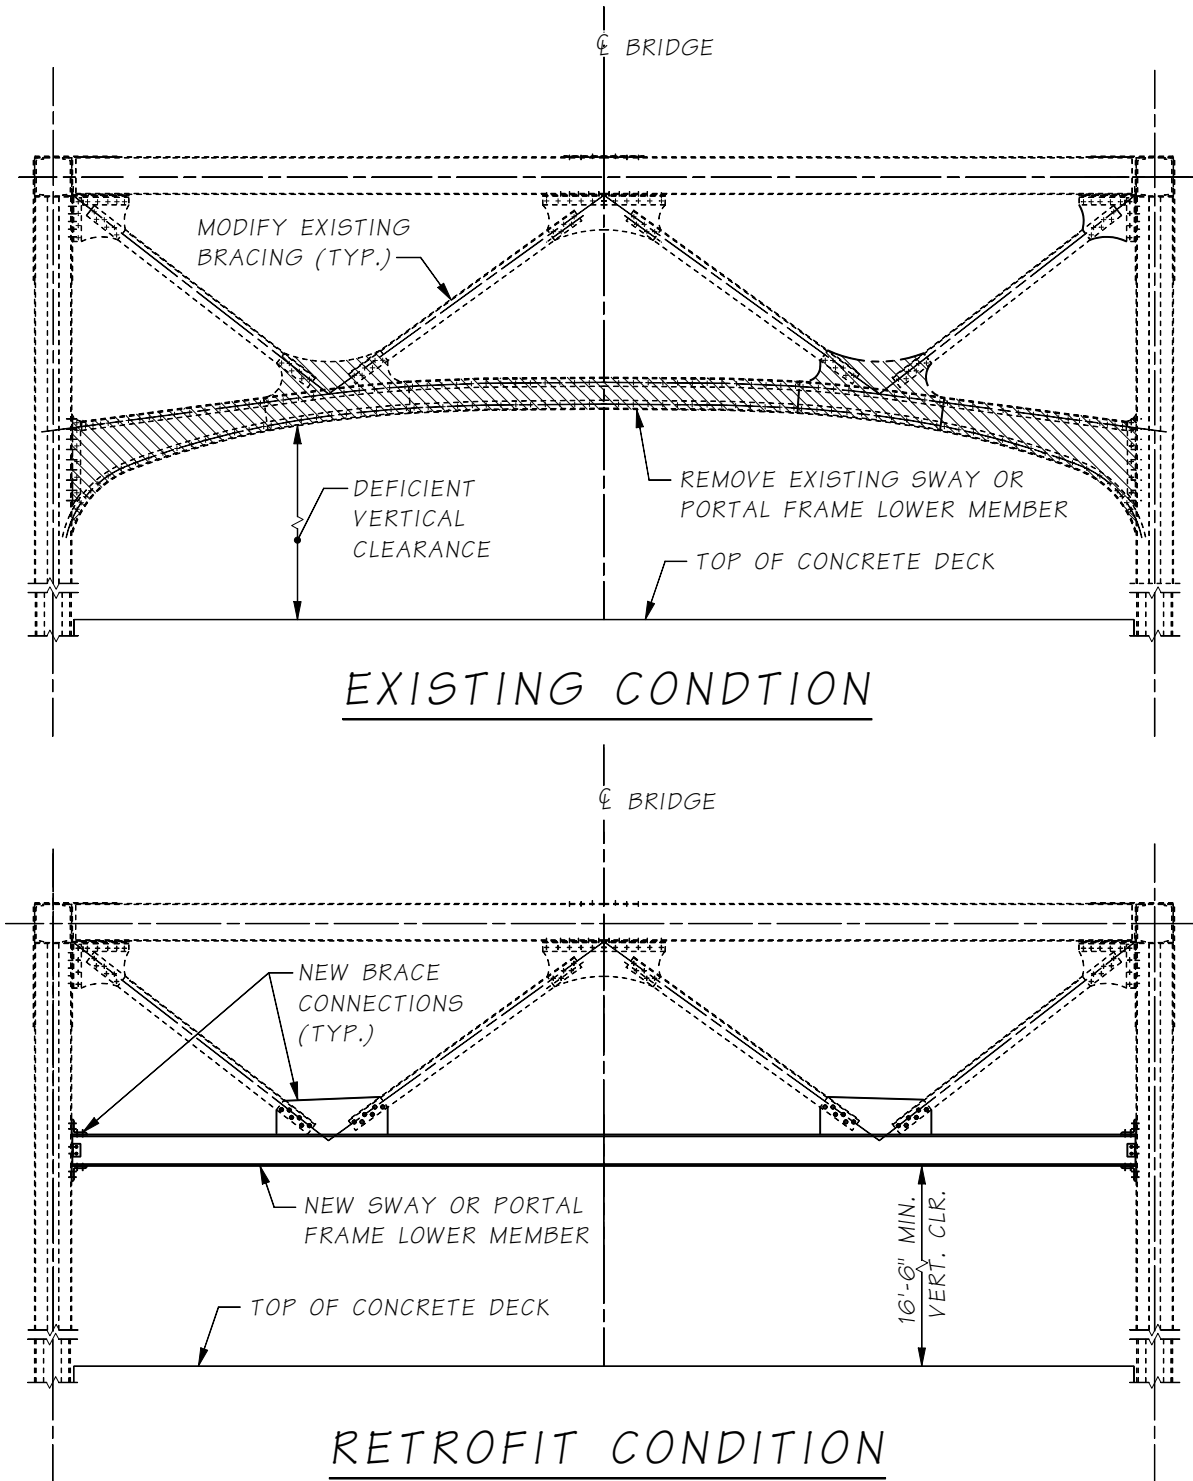 ℄ BRIDGE
MODIFY EXISTING
BRACING (TYP.)
DEFICIENT
VERTICAL
CLEARANCE
REMOVE EXISTING SWAY OR
PORTAL FRAME LOWER MEMBER
TOP OF CONCRETE DECK
EXISTING CONDTION
℄ BRIDGE
NEW BRACE
CONNECTIONS
(TYP.)
NEW SWAY OR PORTAL
FRAME LOWER MEMBER
16'-6" MIN.
VERT. CLR.
TOP OF CONCRETE DECK
RETROFIT CONDITION